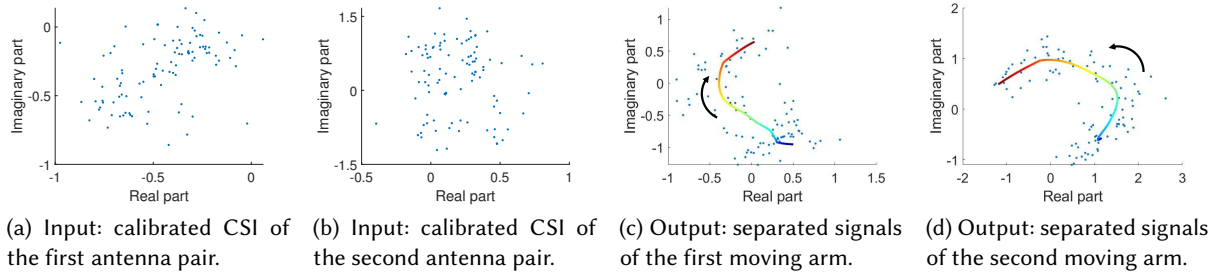 0
-0.5
-1
-1
-0.5
0
Imaginary part
Real part
1.5
0
-1.5
-0.5
0
0.5
1
Imaginary part
Real part
1
0.5
0
-0.5
-1
-1
-0.5
0
0.5
1
1.5
Imaginary part
Real part
2
1
0
-1
-2
-1
0
1
2
3
Imaginary part
Real part
(a) Input: calibrated CSI of
the first antenna pair.
(b) Input: calibrated CSI of
the second antenna pair.
(c) Output: separated signals
of the first moving arm.
(d) Output: separated signals
of the second moving arm.